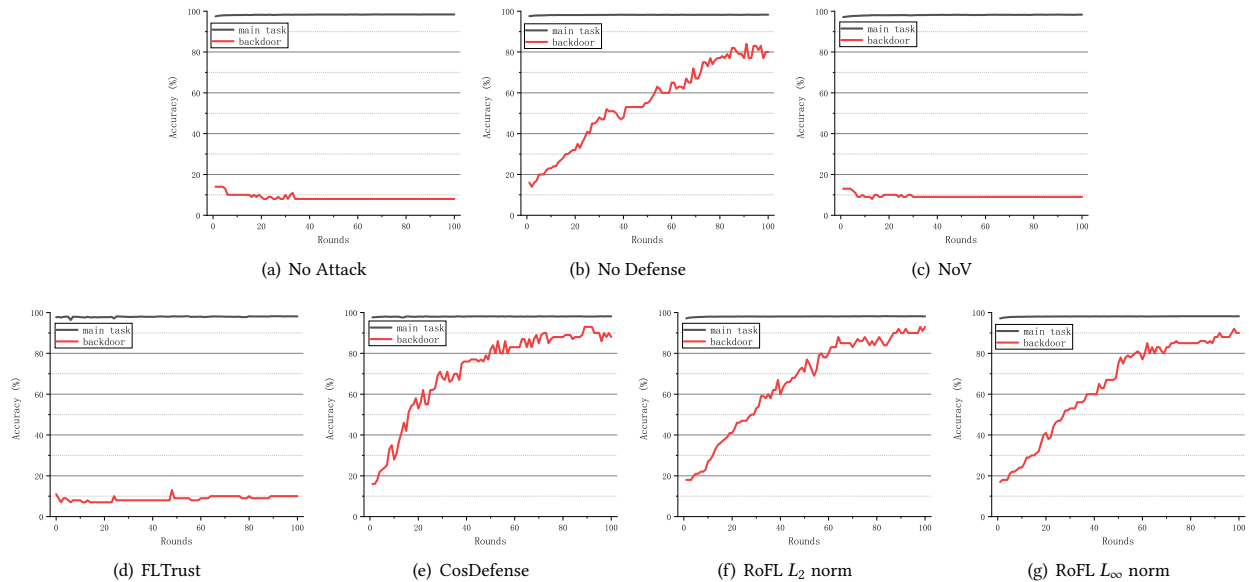 100
80
60
40
20
0
Accuracy (%)
main task
backdoor
0 20 40 60 80 100
Rounds
(a) No Attack
100
80
60
40
20
0
Accuracy (%)
main task
backdoor
0 20 40 60 80 100
Rounds
(b) No Defense
100
80
60
40
20
0
Accuracy (%)
main task
backdoor
0 20 40 60 80 100
Rounds
(c) NoV
100
80
60
40
20
0
Accuracy (%)
main task
backdoor
0 20 40 60 80 100
Rounds
(d) FLTrust
100
80
60
40
20
0
Accuracy (%)
main task
backdoor
0 20 40 60 80 100
Rounds
(e) CosDefense
100
80
60
40
20
0
Accuracy (%)
main task
backdoor
0 20 40 60 80 100
Rounds
(f) RoFL L₂ norm
100
80
60
40
20
0
Accuracy (%)
main task
backdoor
0 20 40 60 80 100
Rounds
(g) RoFL L∞ norm